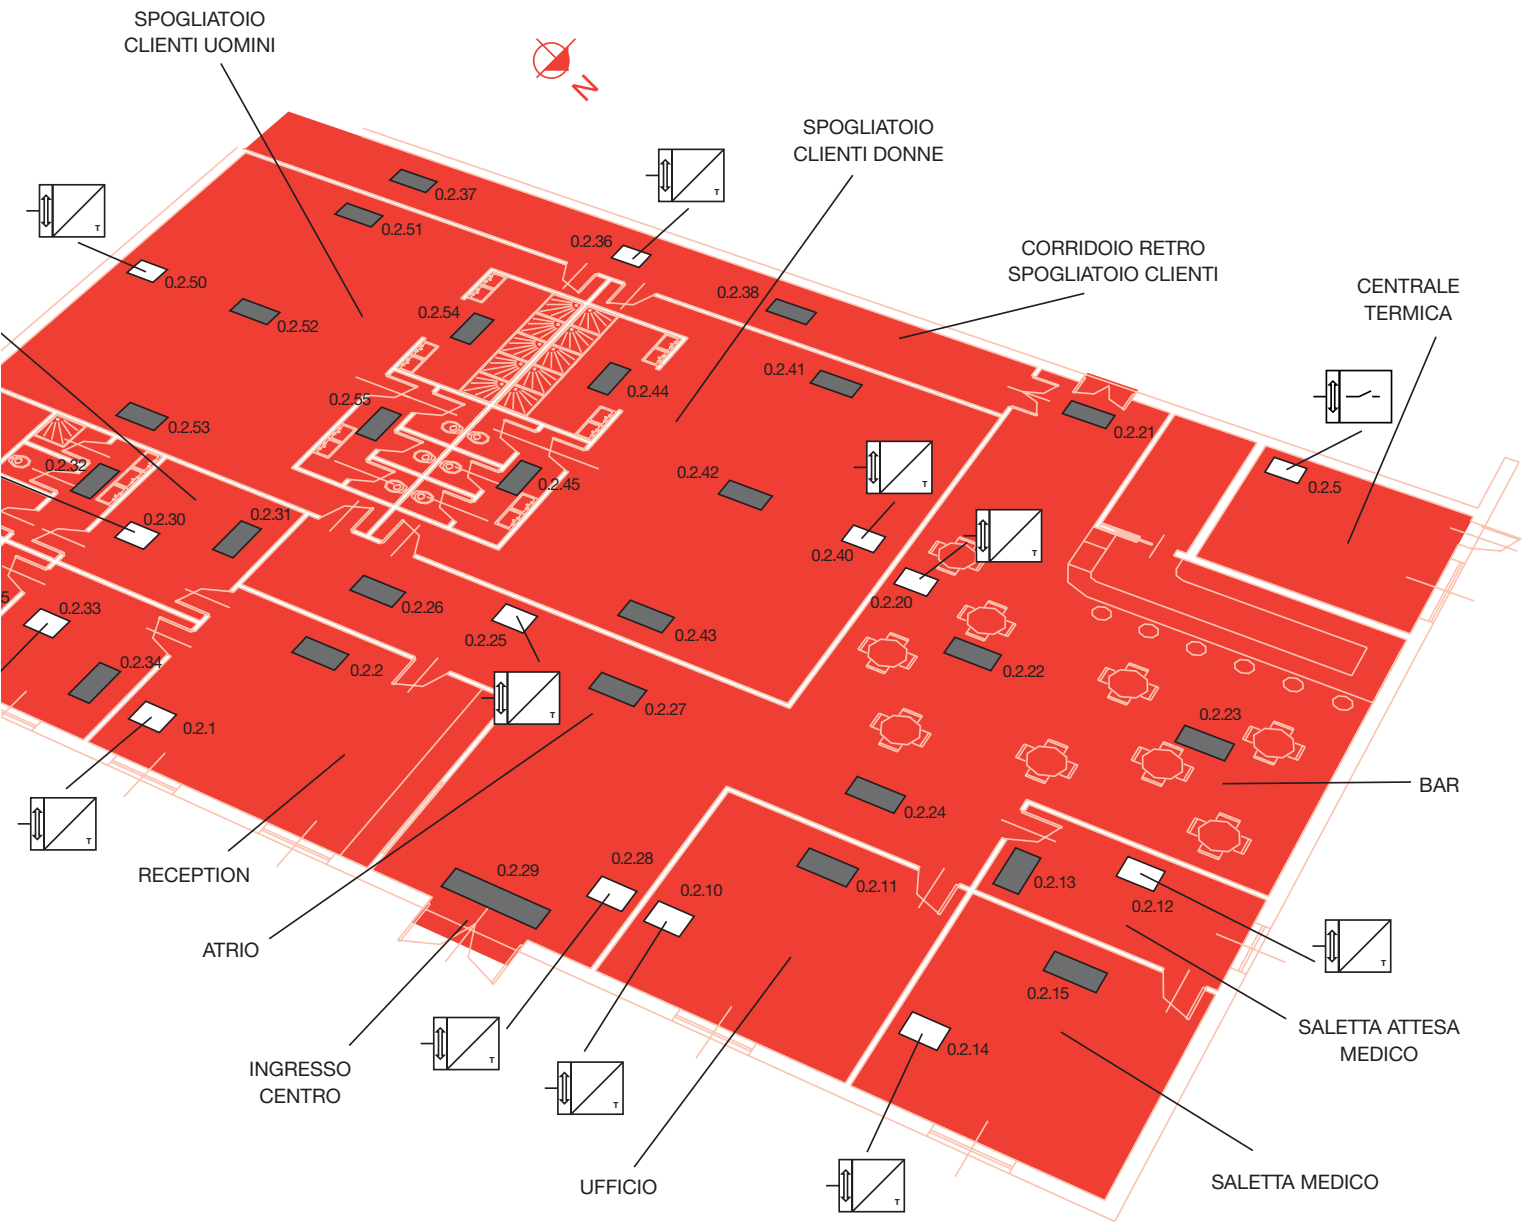 SPOGLIATOIO
CLIENTI UOMINI
N
SPOGLIATOIO
CLIENTI DONNE
CORRIDOIO RETRO
SPOGLIATOIO CLIENTI
CENTRALE
TERMICA
T
T
0.2.37
0.2.51
0.2.36
0.2.50
0.2.38
0.2.52
0.2.54
0.2.41
0.2.44
0.2.55
0.2.53
0.2.21
T
0.2.32
0.2.42
0.2.45
0.2.5
0.2.30
0.2.31
T
0.2.40
0.2.20
5
0.2.33
0.2.26
0.2.25
0.2.43
0.2.34
0.2.2
0.2.22
T
0.2.27
0.2.1
0.2.23
BAR
T
0.2.24
RECEPTION
0.2.28
0.2.29
0.2.10
0.2.11
0.2.13
0.2.12
T
ATRIO
0.2.15
0.2.14
SALETTA ATTESA
MEDICO
T
INGRESSO
CENTRO
T
UFFICIO
T
SALETTA MEDICO